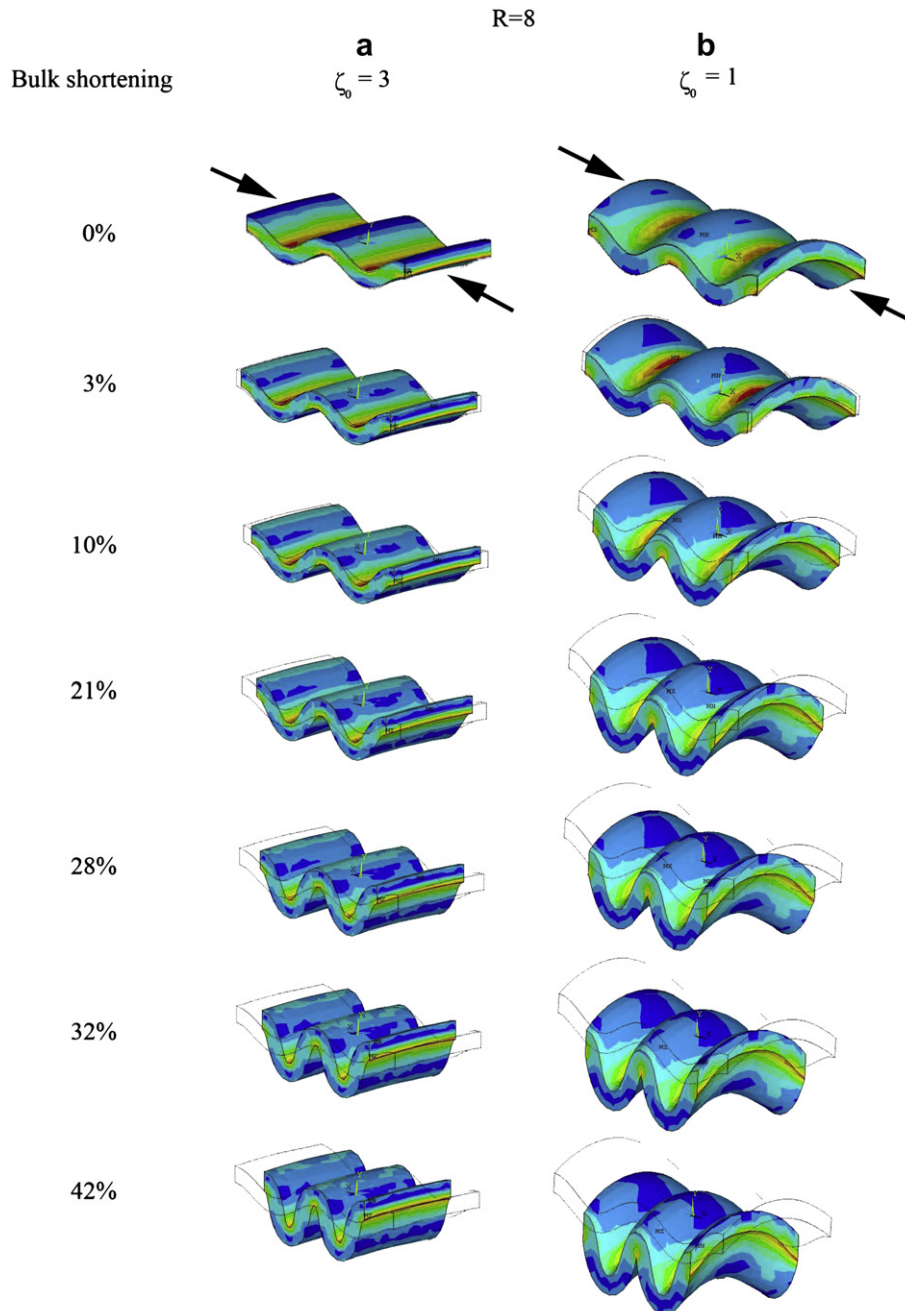 R=8
a b
Bulk shortening ζ₀ = 3 ζ₀ = 1
0%
3%
10%
21%
28%
32%
42%